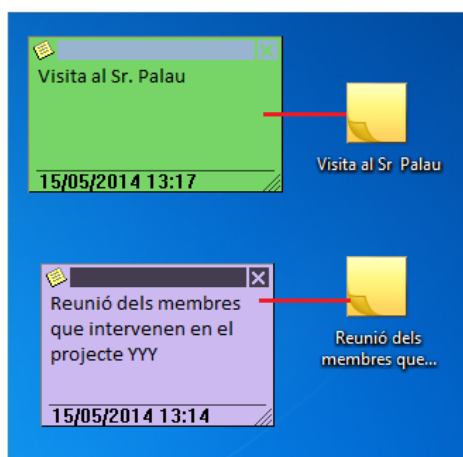 Visita al Sr. Palau
15/05/2014 13:17
Visita al Sr Palau
Reunió dels membres
que intervenen en el
projecte YYY
15/05/2014 13:14
Reunió dels
membres que...